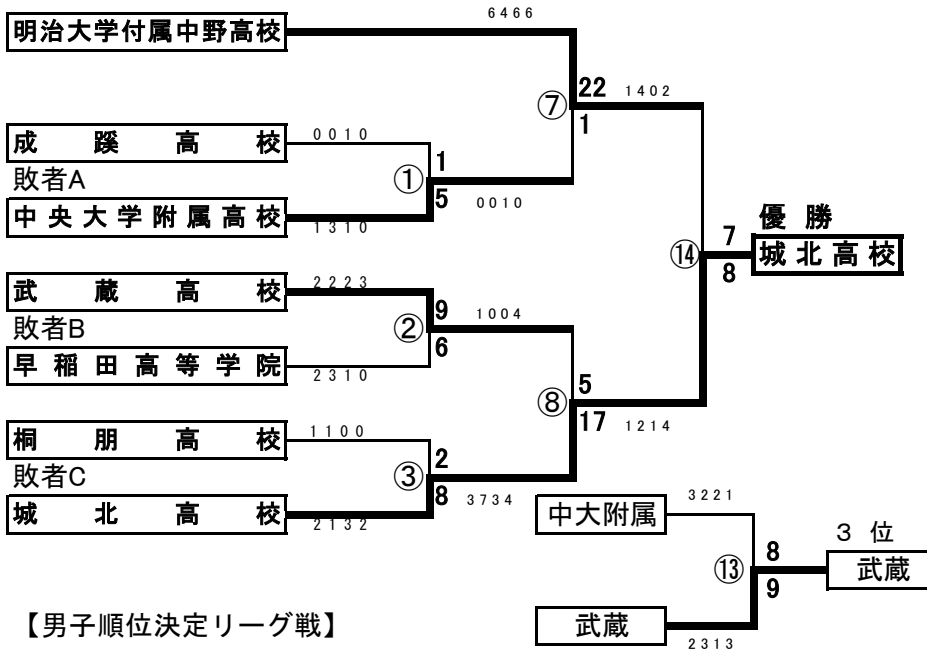 6466
明治大学付属中野高校
22 1402
⑦
1
成蹊高校 0010
1
敗者A ①
5 0010
中央大学附属高校 1310
優勝
7
⑭ 城北高校
8
武蔵高校 2223
9 1004
敗者B ②
6
早稲田高等学院 2310
5
⑧
17 1214
桐朋高校 1100
2
敗者C ③
8 3734
城北高校 2132
中大附属 3221
3 位
8
⑬ 武蔵
9
武蔵 2313
【男子順位決定リーグ戦】